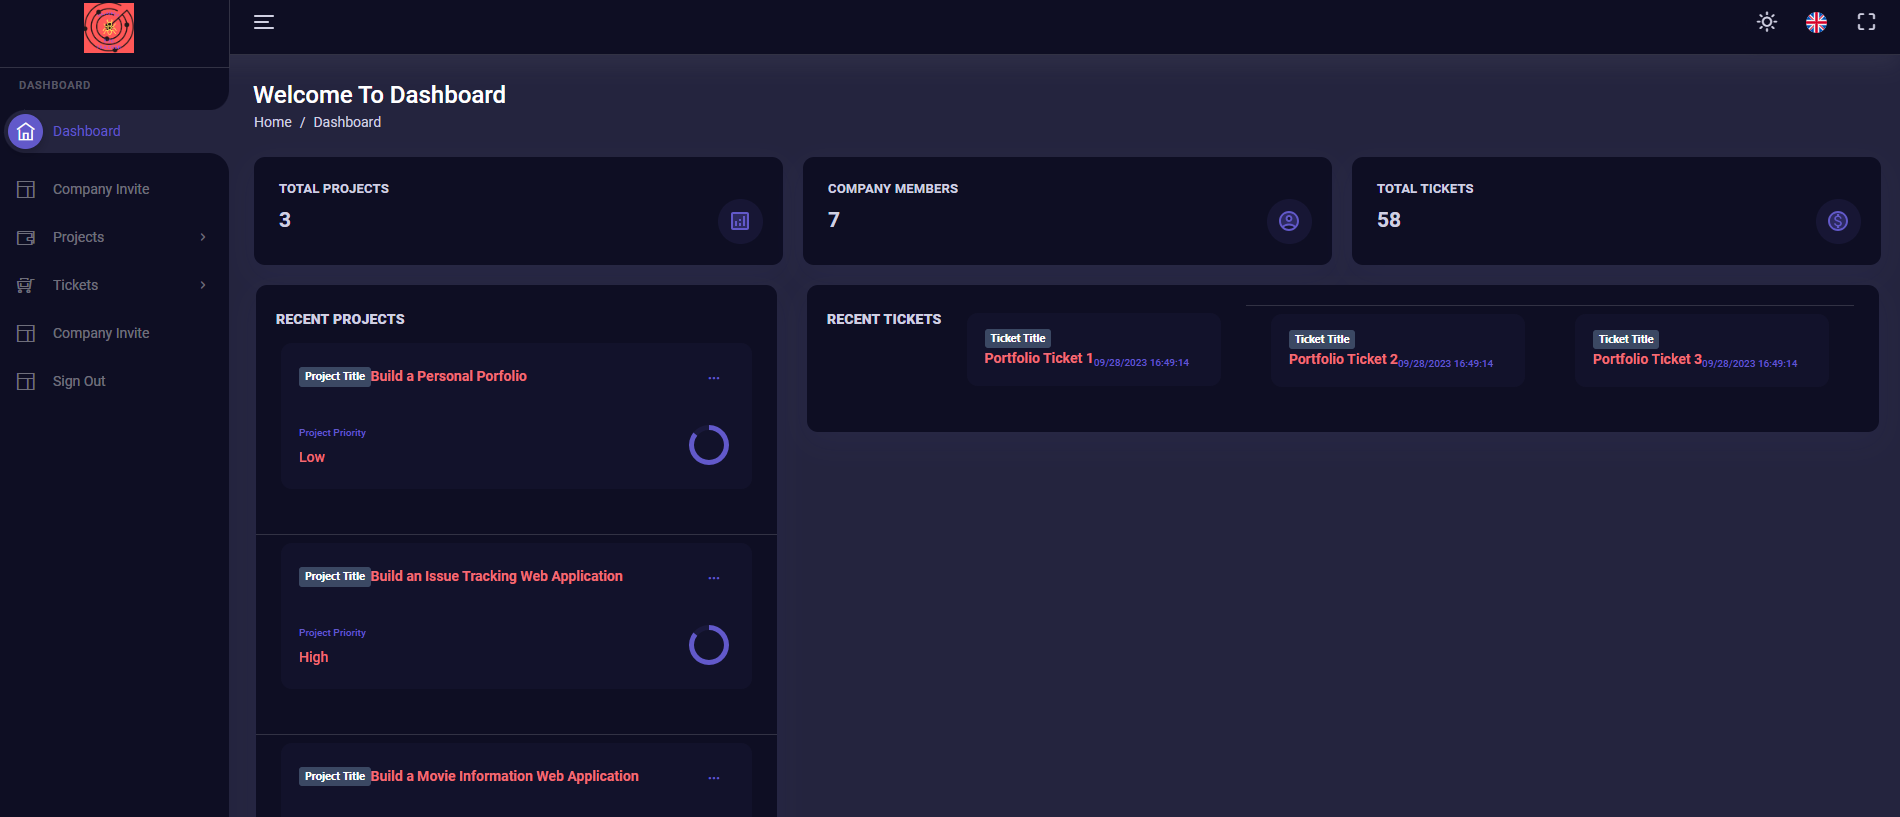 DASHBOARD
Dashboard
Company Invite
Projects
Tickets
Company Invite
Sign Out
Welcome To Dashboard
Home / Dashboard
TOTAL PROJECTS
3
COMPANY MEMBERS
7
TOTAL TICKETS
58
RECENT PROJECTS
Project Title Build a Personal Porfolio
Project Priority
Low
Project Title Build an Issue Tracking Web Application
Project Priority
High
Project Title Build a Movie Information Web Application
RECENT TICKETS
Ticket Title
Portfolio Ticket 1 09/28/2023 16:49:14
Ticket Title
Portfolio Ticket 2 09/28/2023 16:49:14
Ticket Title
Portfolio Ticket 3 09/28/2023 16:49:14